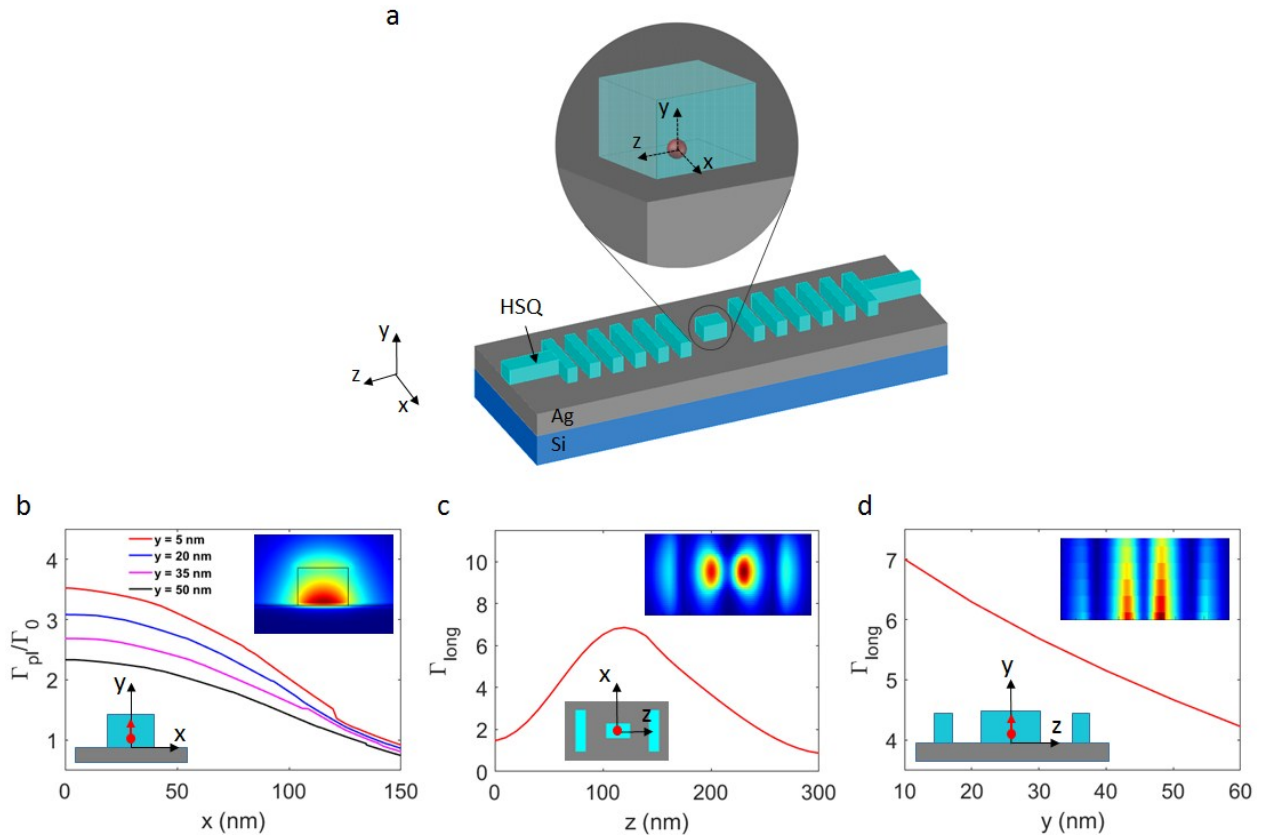 a
y
z
x
HSQ
y
z
x
Ag
Si
b
c
d
Γpl/Γ0
4
3
2
1
y = 5 nm
y = 20 nm
y = 35 nm
y = 50 nm
y
x
0 50 100 150
x (nm)
Γlong
10
8
6
4
2
0
x
z
0 100 200 300
z (nm)
Γlong
7
6
5
4
y
z
10 20 30 40 50 60
y (nm)